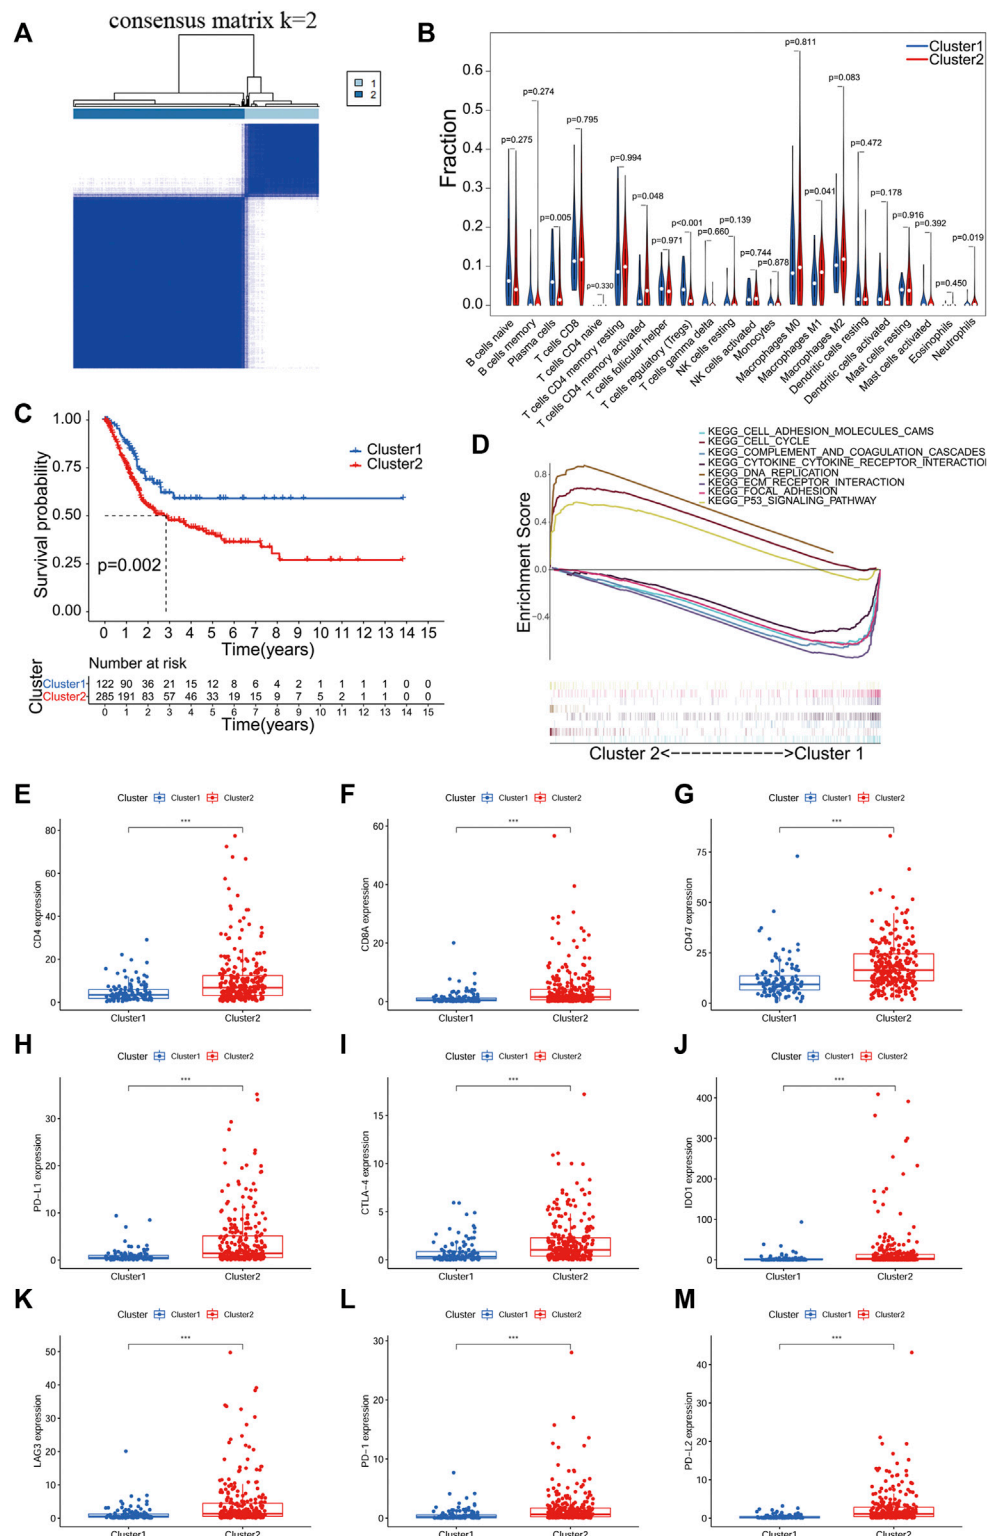 A
consensus matrix k=2
1
2
B
Cluster1
Cluster2
Fraction
0.6
0.5
0.4
0.3
0.2
0.1
0.0
p=0.275
p=0.274
p=0.005
p=0.795
p=0.330
p=0.994
p=0.048
p=0.971
p<0.001
p=0.660
p=0.139
p=0.744
p=0.878
p=0.811
p=0.041
p=0.083
p=0.472
p=0.178
p=0.916
p=0.392
p=0.450
p=0.019
B cells naive
B cells memory
Plasma cells
T cells CD8
T cells CD4 naive
T cells CD4 memory resting
T cells CD4 memory activated
T cells follicular helper
T cells regulatory (Tregs)
T cells gamma delta
NK cells resting
NK cells activated
Monocytes
Macrophages M0
Macrophages M1
Macrophages M2
Dendritic cells resting
Dendritic cells activated
Mast cells resting
Mast cells activated
Eosinophils
Neutrophils
C
Survival probability
1.00
0.75
0.50
0.25
0.00
Cluster1
Cluster2
p=0.002
0 1 2 3 4 5 6 7 8 9 10 11 12 13 14 15
Time(years)
Number at risk
Cluster
Cluster1 122 90 36 21 15 12 8 6 4 2 1 1 1 1 0 0
Cluster2 285 191 83 57 46 33 19 15 9 7 5 2 1 1 0 0
0 1 2 3 4 5 6 7 8 9 10 11 12 13 14 15
Time(years)
D
KEGG_CELL_ADHESION_MOLECULES_CAMS
KEGG_CELL_CYCLE
KEGG_COMPLEMENT_AND_COAGULATION_CASCADES
KEGG_CYTOKINE_CYTOKINE_RECEPTOR_INTERACTIO
KEGG_DNA_REPLICATION
KEGG_ECM_RECEPTOR_INTERACTION
KEGG_FOCAL_ADHESION
KEGG_P53_SIGNALING_PATHWAY
Enrichment Score
0.8
0.4
0.0
−0.4
Cluster 2<----------->Cluster 1
E
Cluster Cluster1 Cluster2
***
CD4 expression
80
60
40
20
0
Cluster1 Cluster2
F
Cluster Cluster1 Cluster2
***
CD8A expression
60
40
20
0
Cluster1 Cluster2
G
Cluster Cluster1 Cluster2
***
CD47 expression
75
50
25
0
Cluster1 Cluster2
H
Cluster Cluster1 Cluster2
***
PD−L1 expression
30
20
10
0
Cluster1 Cluster2
I
Cluster Cluster1 Cluster2
***
CTLA−4 expression
15
10
5
0
Cluster1 Cluster2
J
Cluster Cluster1 Cluster2
***
IDO1 expression
400
300
200
100
0
Cluster1 Cluster2
K
Cluster Cluster1 Cluster2
***
LAG3 expression
50
40
30
20
10
0
Cluster1 Cluster2
L
Cluster Cluster1 Cluster2
***
PD−1 expression
30
20
10
0
Cluster1 Cluster2
M
Cluster Cluster1 Cluster2
***
PD−L2 expression
40
30
20
10
0
Cluster1 Cluster2